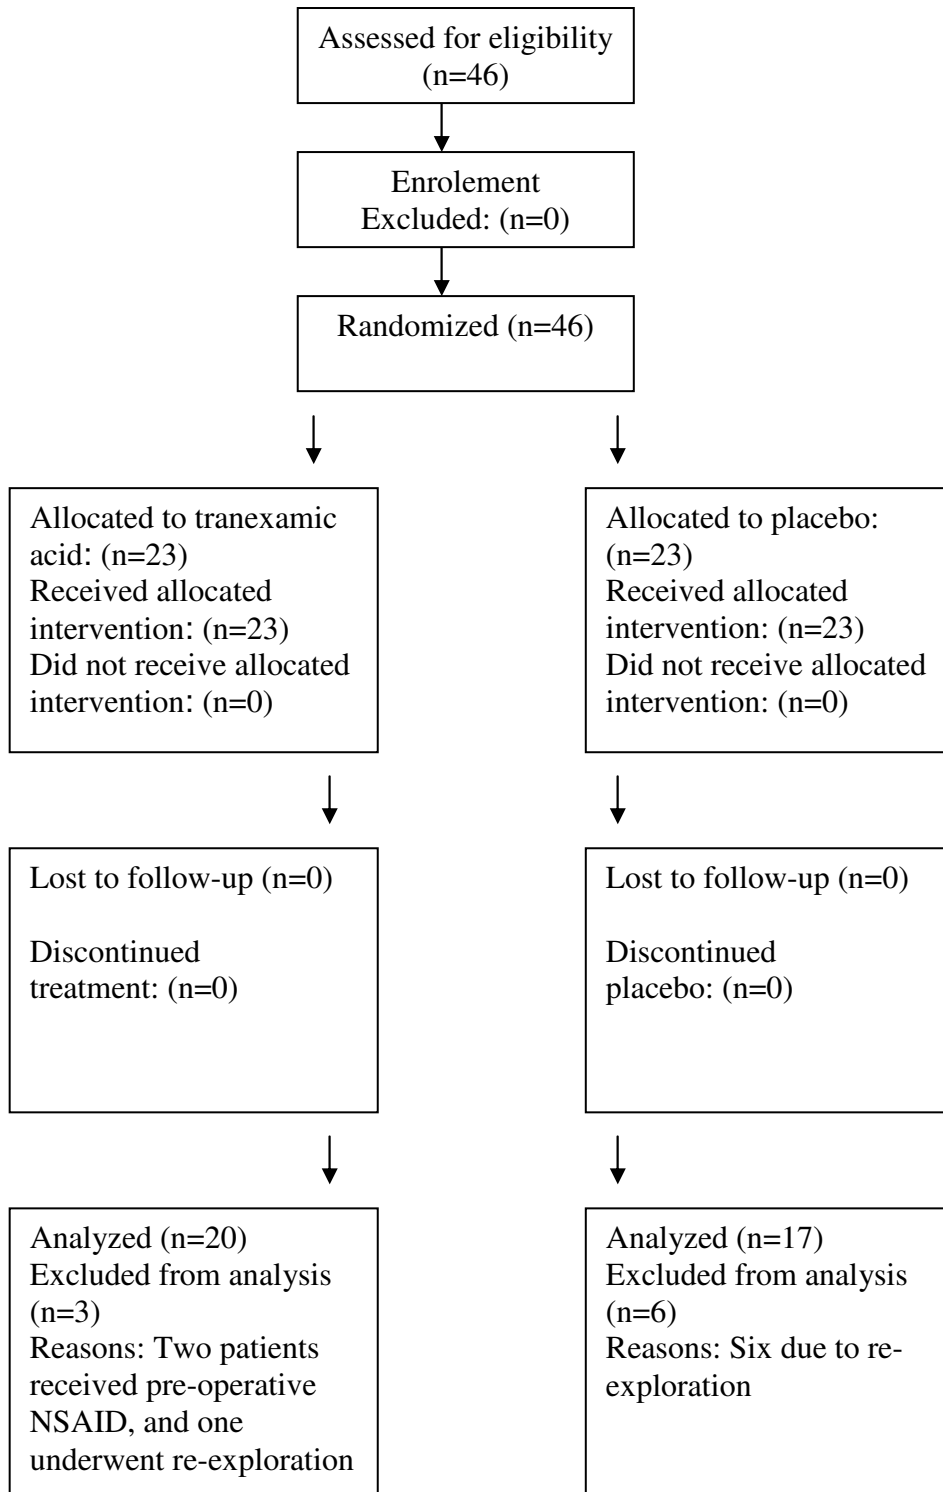 Assessed for eligibility
(n=46)
Enrolement
Excluded: (n=0)
Randomized (n=46)
Allocated to tranexamic
acid: (n=23)
Received allocated
intervention: (n=23)
Did not receive allocated
intervention: (n=0)
Allocated to placebo:
(n=23)
Received allocated
intervention: (n=23)
Did not receive allocated
intervention: (n=0)
Lost to follow-up (n=0)
Discontinued
treatment: (n=0)
Lost to follow-up (n=0)
Discontinued
placebo: (n=0)
Analyzed (n=20)
Excluded from analysis
(n=3)
Reasons: Two patients
received pre-operative
NSAID, and one
underwent re-exploration
Analyzed (n=17)
Excluded from analysis
(n=6)
Reasons: Six due to re-
exploration